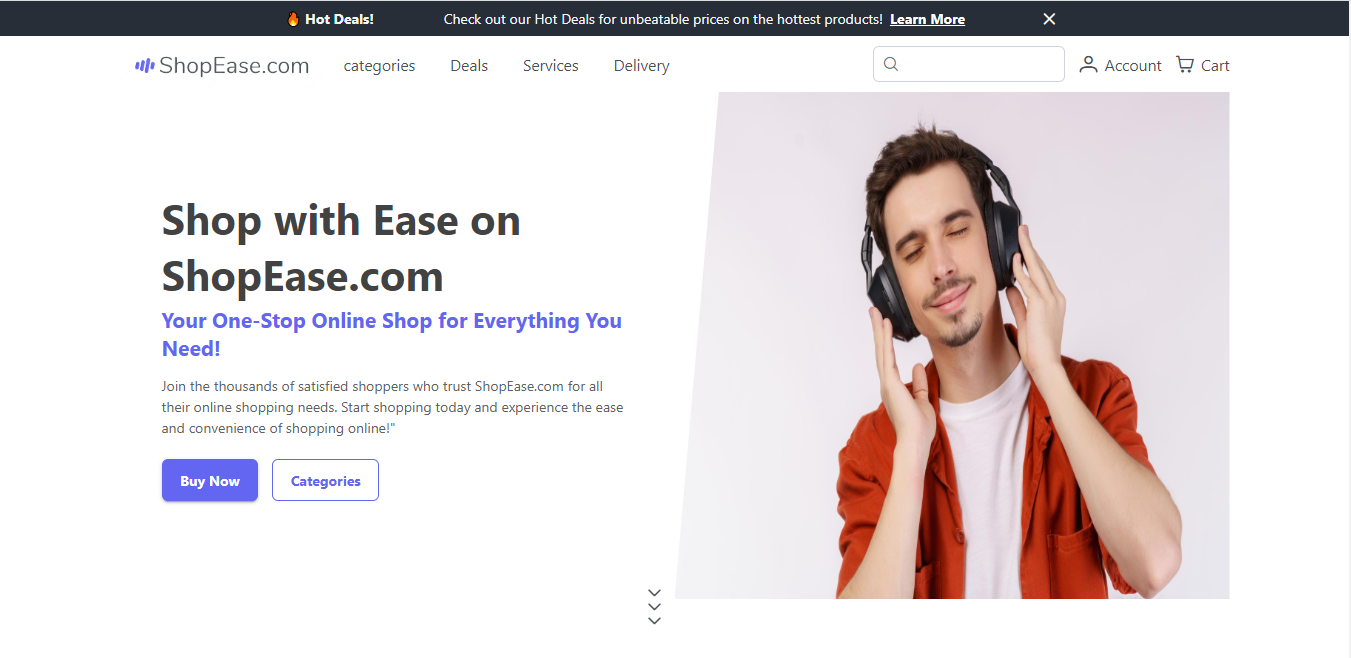 🔥 Hot Deals! Check out our Hot Deals for unbeatable prices on the hottest products! Learn More
ShopEase.com categories Deals Services Delivery Account Cart
Shop with Ease on
ShopEase.com
Your One-Stop Online Shop for Everything You
Need!
Join the thousands of satisfied shoppers who trust ShopEase.com for all
their online shopping needs. Start shopping today and experience the ease
and convenience of shopping online!"
Buy Now Categories